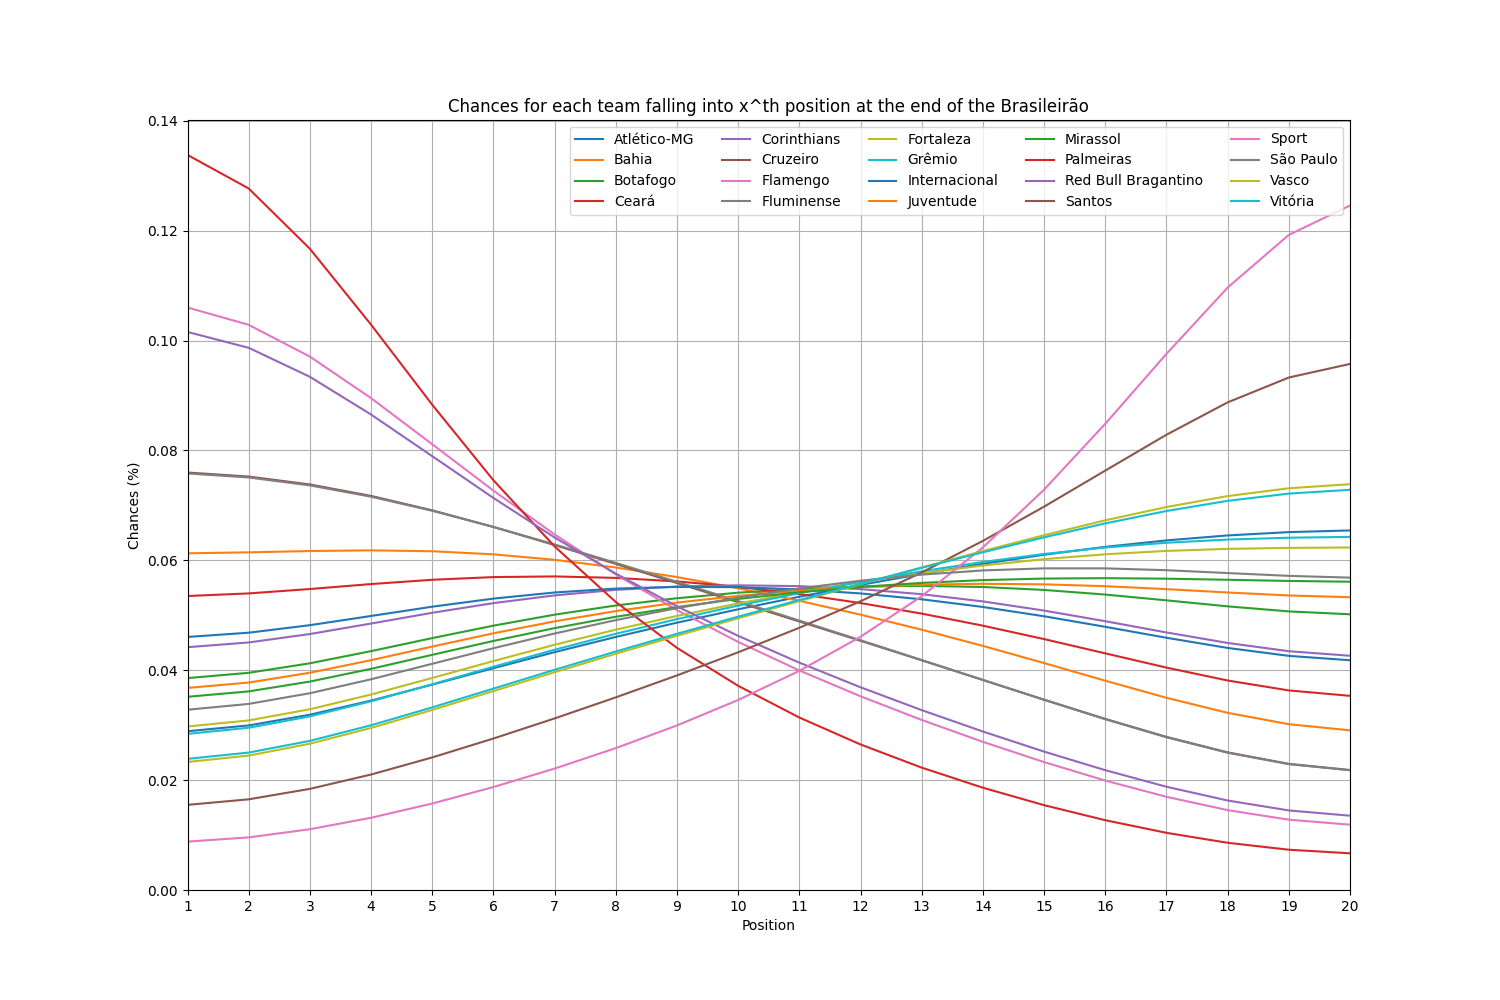 Chances for each team falling into x^th position at the end of the Brasileirão
Atlético-MG Corinthians Fortaleza Mirassol Sport
Bahia Cruzeiro Grêmio Palmeiras São Paulo
Botafogo Flamengo Internacional Red Bull Bragantino Vasco
Ceará Fluminense Juventude Santos Vitória
0.14
0.12
0.10
0.08
0.06
0.04
0.02
0.00
Chances (%)
1 2 3 4 5 6 7 8 9 10 11 12 13 14 15 16 17 18 19 20
Position